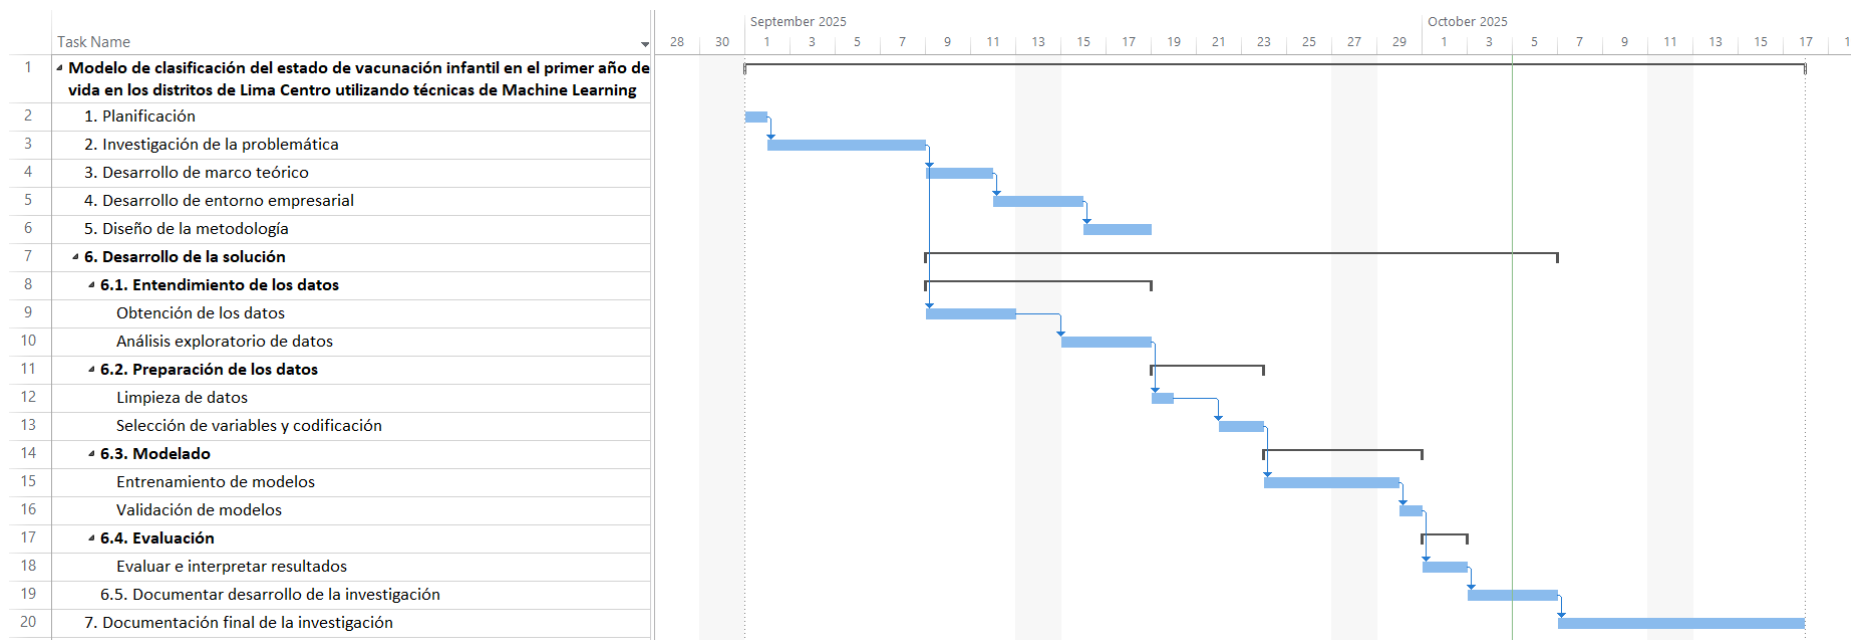 September 2025
October 2025
Task Name
28 30 1 3 5 7 9 11 13 15 17 19 21 23 25 27 29 1 3 5 7 9 11 13 15 17
1 Modelo de clasificación del estado de vacunación infantil en el primer año de
vida en los distritos de Lima Centro utilizando técnicas de Machine Learning
2 1. Planificación
3 2. Investigación de la problemática
4 3. Desarrollo de marco teórico
5 4. Desarrollo de entorno empresarial
6 5. Diseño de la metodología
7 6. Desarrollo de la solución
8 6.1. Entendimiento de los datos
9 Obtención de los datos
10 Análisis exploratorio de datos
11 6.2. Preparación de los datos
12 Limpieza de datos
13 Selección de variables y codificación
14 6.3. Modelado
15 Entrenamiento de modelos
16 Validación de modelos
17 6.4. Evaluación
18 Evaluar e interpretar resultados
19 6.5. Documentar desarrollo de la investigación
20 7. Documentación final de la investigación